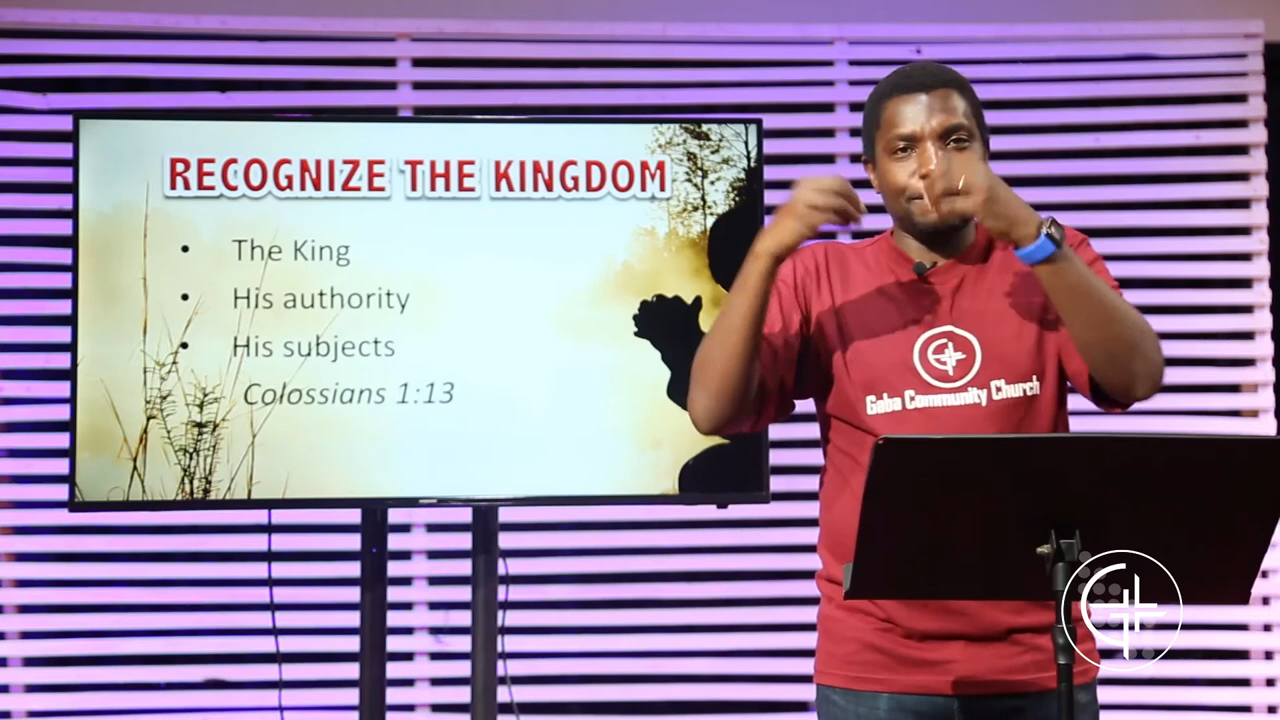 RECOGNIZE THE KINGDOM
• The King
• His authority
• His subjects
Colossians 1:13
Gaba Community Church